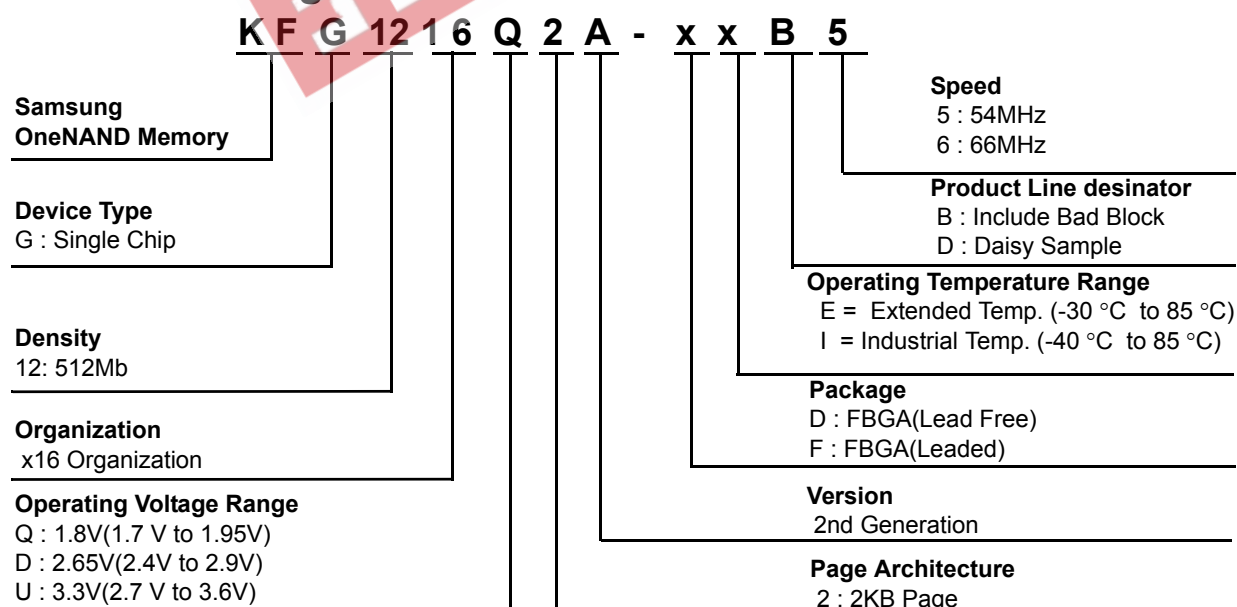 K F G 12 1 6 Q 2 A - x x B 5
Samsung
OneNAND Memory
Device Type
G : Single Chip
Density
12: 512Mb
Organization
x16 Organization
Operating Voltage Range
Q : 1.8V(1.7 V to 1.95V)
D : 2.65V(2.4V to 2.9V)
U : 3.3V(2.7 V to 3.6V)
Speed
5 : 54MHz
6 : 66MHz
Product Line desinator
B : Include Bad Block
D : Daisy Sample
Operating Temperature Range
E = Extended Temp. (-30 °C to 85 °C)
I = Industrial Temp. (-40 °C to 85 °C)
Package
D : FBGA(Lead Free)
F : FBGA(Leaded)
Version
2nd Generation
Page Architecture
2 : 2KB Page